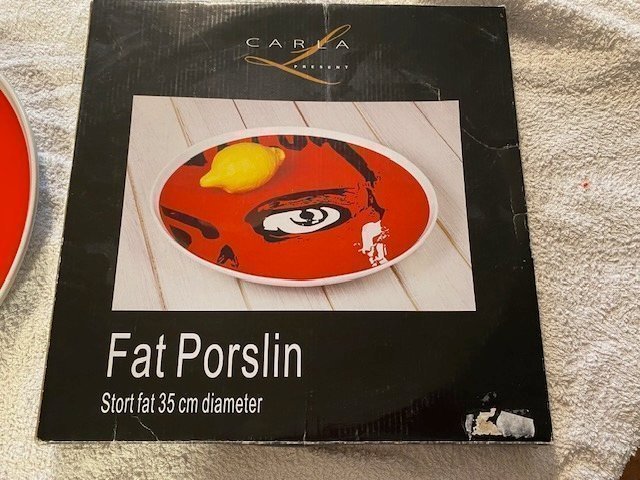 CARLA
L
PRESENT
Fat Porslin
Stort fat 35 cm diameter